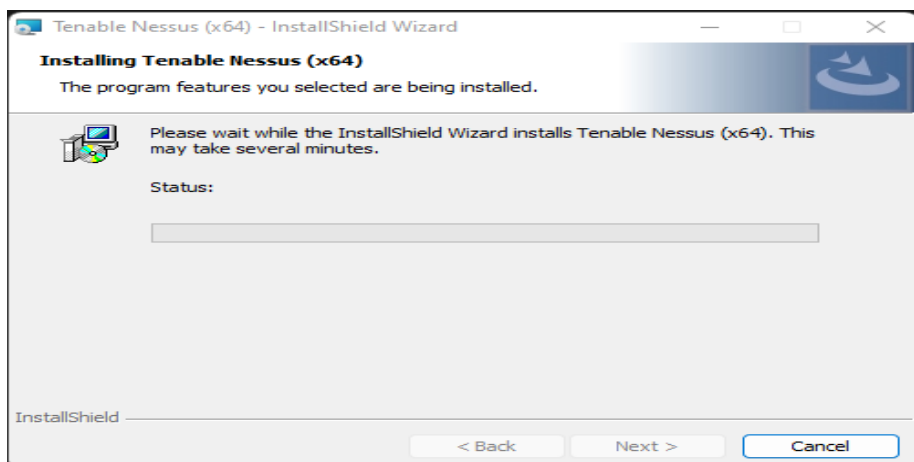 Tenable Nessus (x64) - InstallShield Wizard
Installing Tenable Nessus (x64)
The program features you selected are being installed.
Please wait while the InstallShield Wizard installs Tenable Nessus (x64). This
may take several minutes.
Status:
InstallShield
< Back
Next >
Cancel